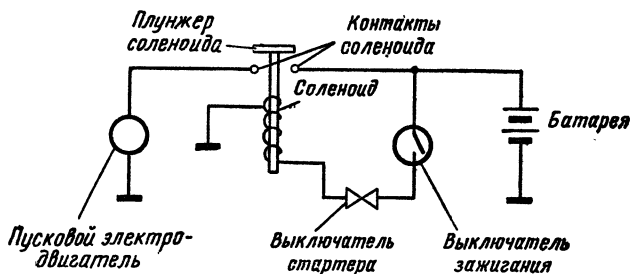 Плунжер
соленоида
Контакты
соленоида
Соленоид
Батарея
Пусковой электро-
двигатель
Выключатель
стартера
Выключатель
зажигания